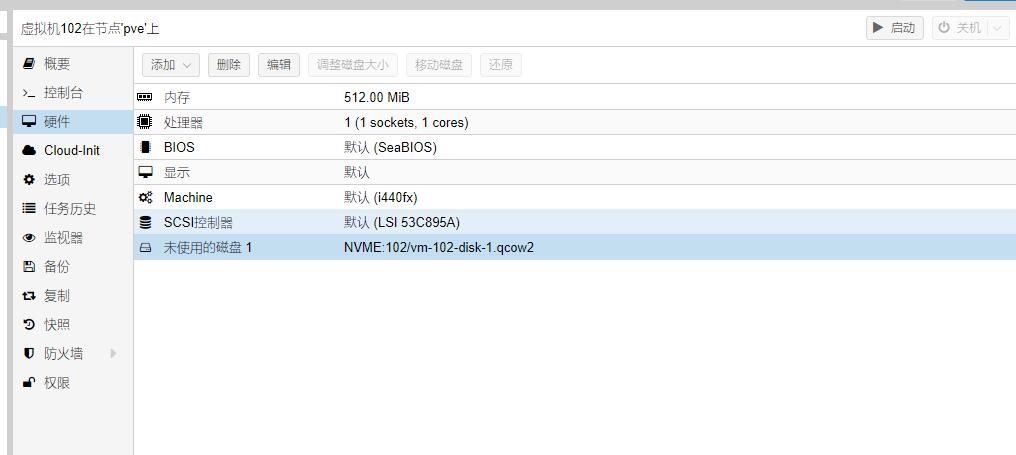 虚拟机102在节点'pve'上
启动
关机
概要
控制台
硬件
Cloud-Init
选项
任务历史
监视器
备份
复制
快照
防火墙
权限
添加 删除 编辑 调整磁盘大小 移动磁盘 还原
内存 512.00 MiB
处理器 1 (1 sockets, 1 cores)
BIOS 默认 (SeaBIOS)
显示 默认
Machine 默认 (i440fx)
SCSI控制器 默认 (LSI 53C895A)
未使用的磁盘 1 NVME:102/vm-102-disk-1.qcow2